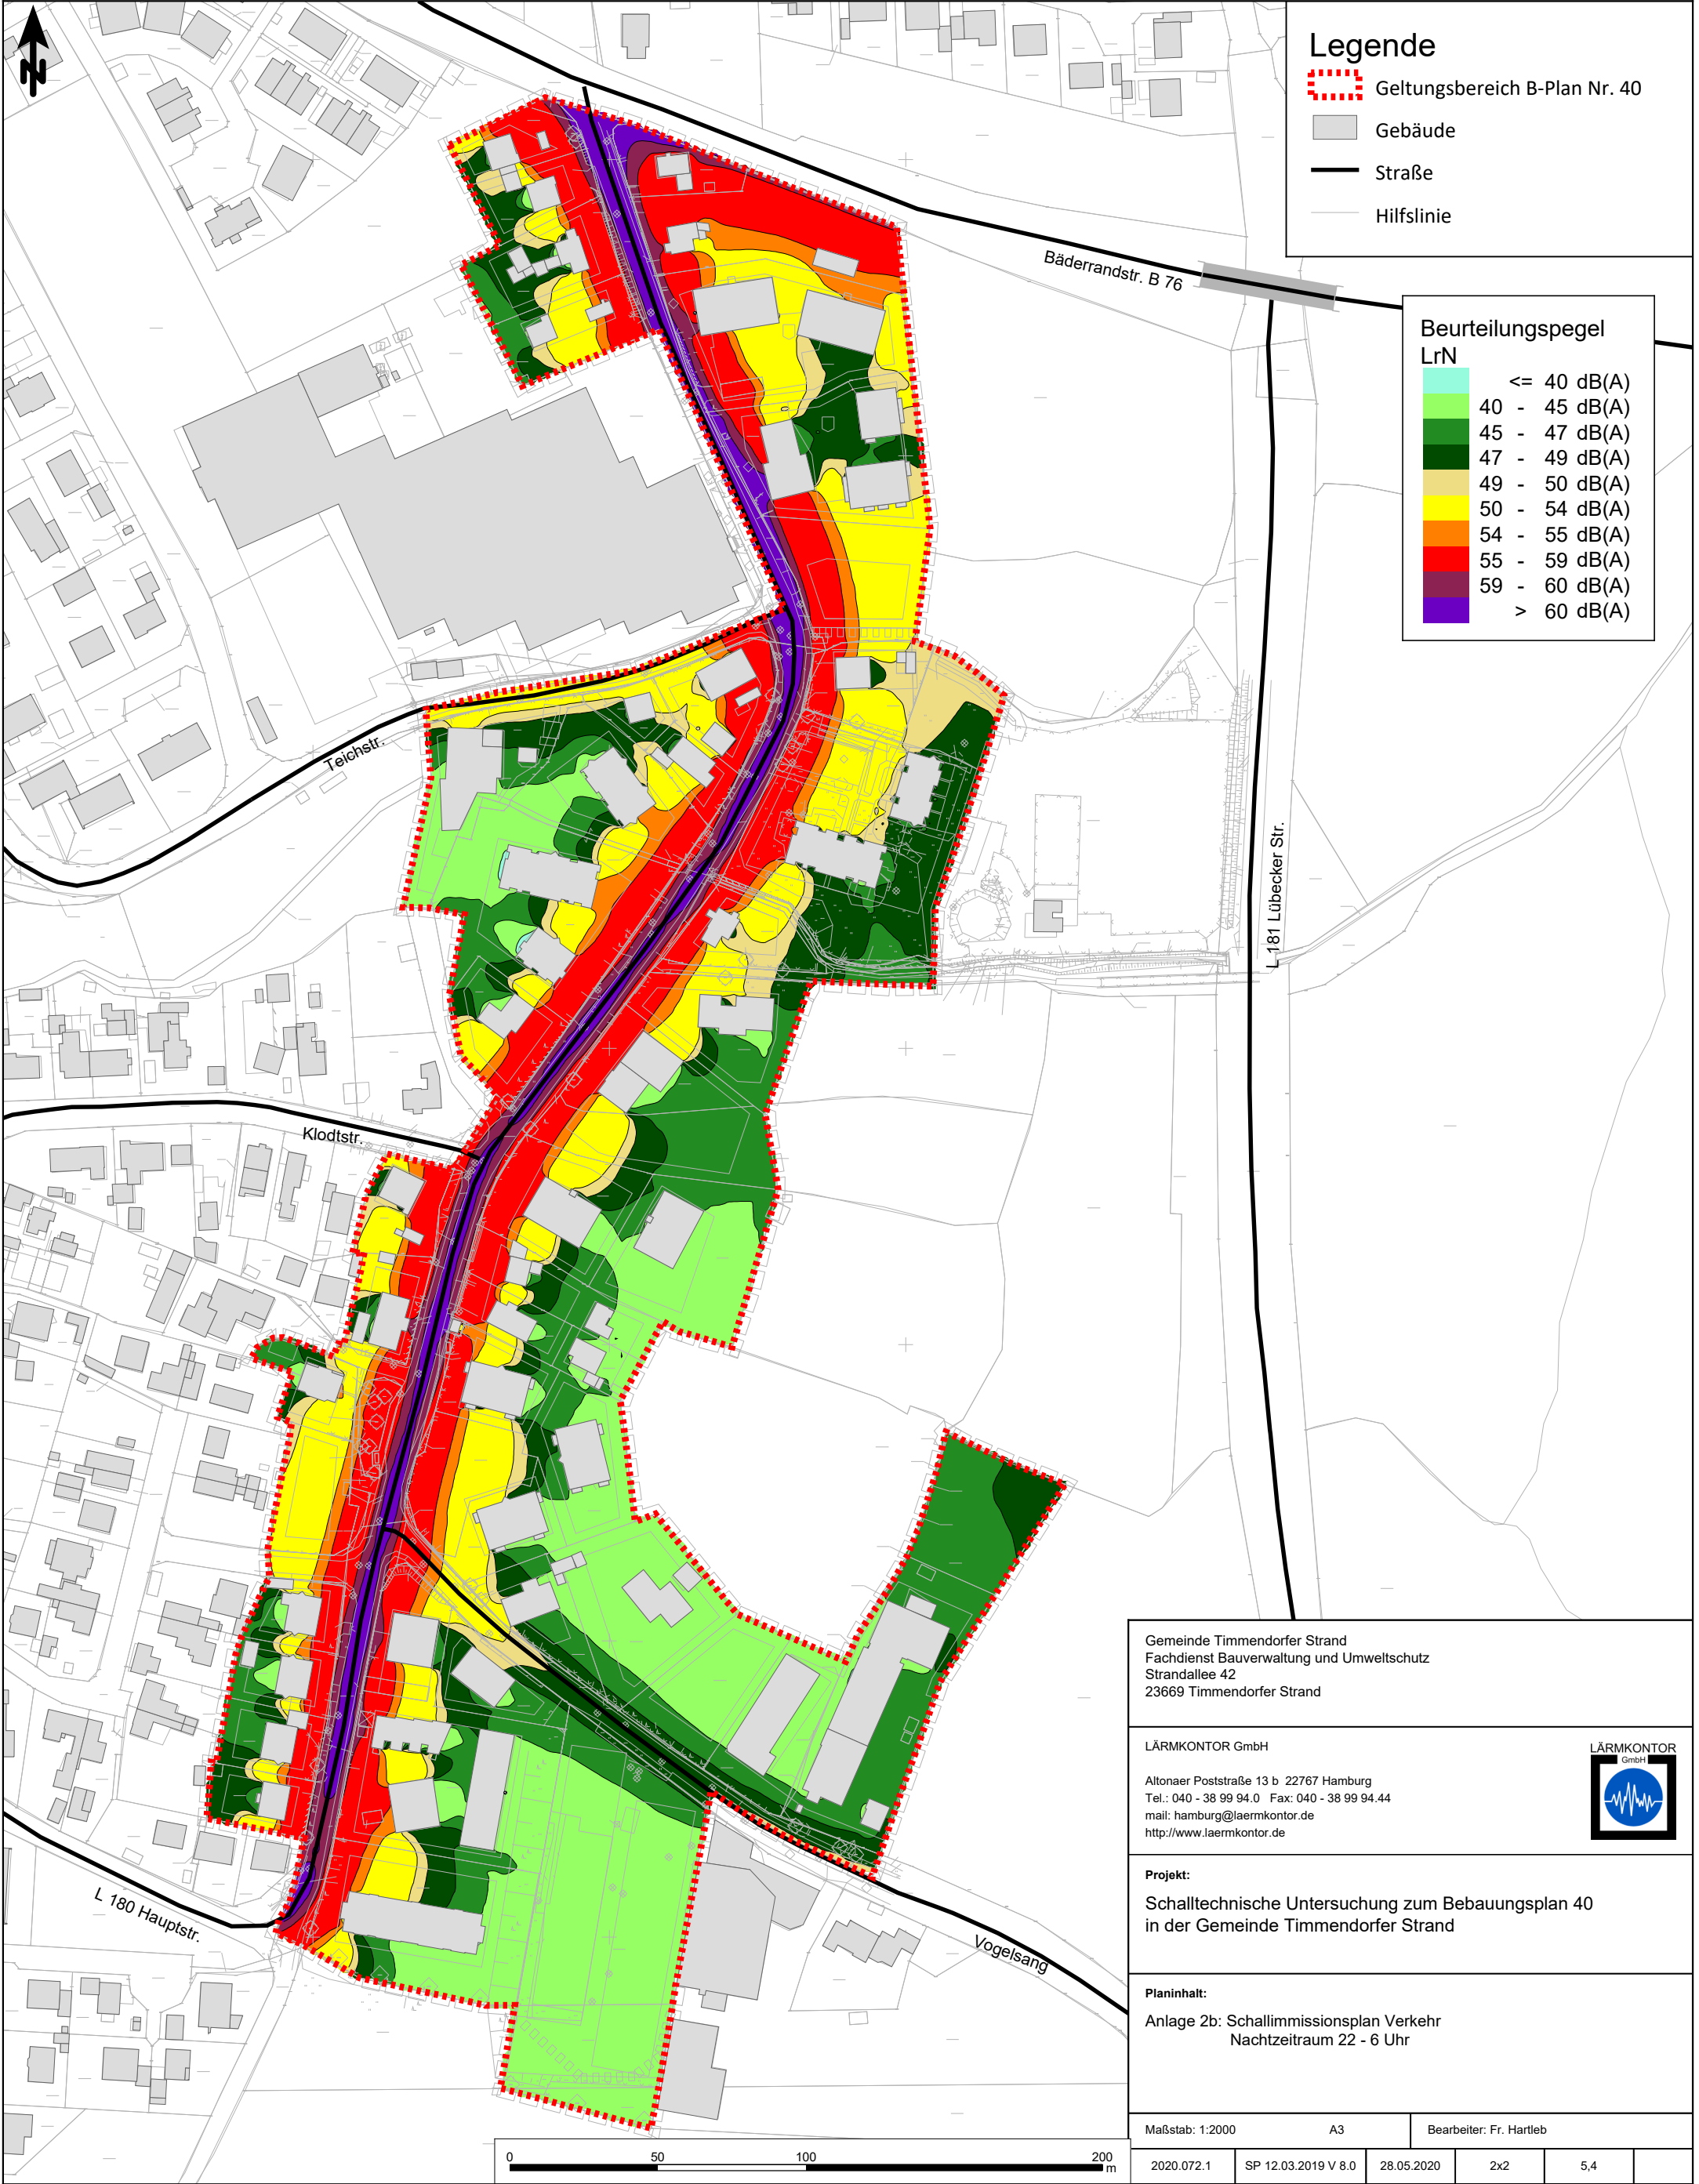 N
Legende
Geltungsbereich B-Plan Nr. 40
Gebäude
Straße
Hilfslinie
Bäderrandstr. B 76
Beurteilungspegel
LrN
<= 40 dB(A)
40 - 45 dB(A)
45 - 47 dB(A)
47 - 49 dB(A)
49 - 50 dB(A)
50 - 54 dB(A)
54 - 55 dB(A)
55 - 59 dB(A)
59 - 60 dB(A)
> 60 dB(A)
Teichstr.
L 181 Lübecker Str.
Klodtstr.
L 180 Hauptstr.
Vogelsang
Gemeinde Timmendorfer Strand
Fachdienst Bauverwaltung und Umweltschutz
Strandallee 42
23669 Timmendorfer Strand
LÄRMKONTOR GmbH
Altonaer Poststraße 13 b 22767 Hamburg
Tel.: 040 - 38 99 94.0 Fax: 040 - 38 99 94.44
mail: hamburg@laermkontor.de
http://www.laermkontor.de
LÄRMKONTOR
GmbH
Projekt:
Schalltechnische Untersuchung zum Bebauungsplan 40
in der Gemeinde Timmendorfer Strand
Planinhalt:
Anlage 2b: Schallimmissionsplan Verkehr
Nachtzeitraum 22 - 6 Uhr
Maßstab: 1:2000 A3 Bearbeiter: Fr. Hartleb
2020.072.1 SP 12.03.2019 V 8.0 28.05.2020 2x2 5,4
0 50 100 200
m